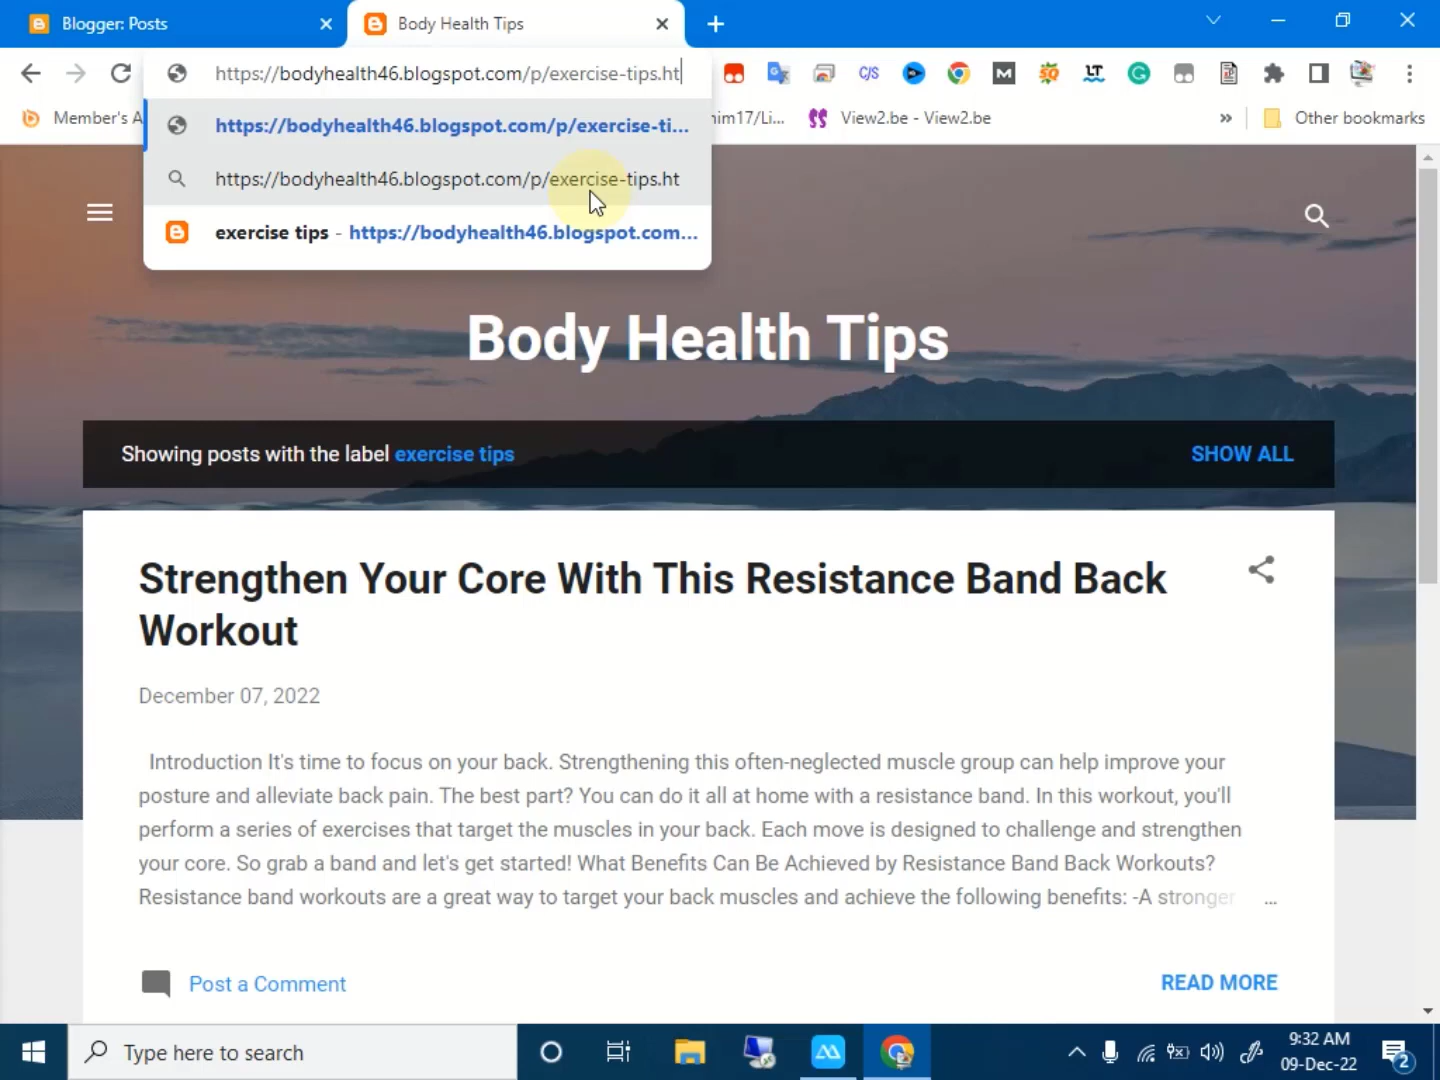 Blogger: Posts
Body Health Tips
https://bodyhealth46.blogspot.com/p/exercise-tips.ht
C/S
M
LT
G
Member's A
https://bodyhealth46.blogspot.com/p/exercise-ti...
him17/Li...
View2.be - View2.be
Other bookmarks
https://bodyhealth46.blogspot.com/p/exercise-tips.ht
exercise tips - https://bodyhealth46.blogspot.com...
Body Health Tips
Showing posts with the label exercise tips
SHOW ALL
Strengthen Your Core With This Resistance Band Back
Workout
December 07, 2022
Introduction It's time to focus on your back. Strengthening this often-neglected muscle group can help improve your
posture and alleviate back pain. The best part? You can do it all at home with a resistance band. In this workout, you'll
perform a series of exercises that target the muscles in your back. Each move is designed to challenge and strengthen
your core. So grab a band and let's get started! What Benefits Can Be Achieved by Resistance Band Back Workouts?
Resistance band workouts are a great way to target your back muscles and achieve the following benefits: -A stronger ...
Post a Comment
READ MORE
Type here to search
9:32 AM
09-Dec-22
2